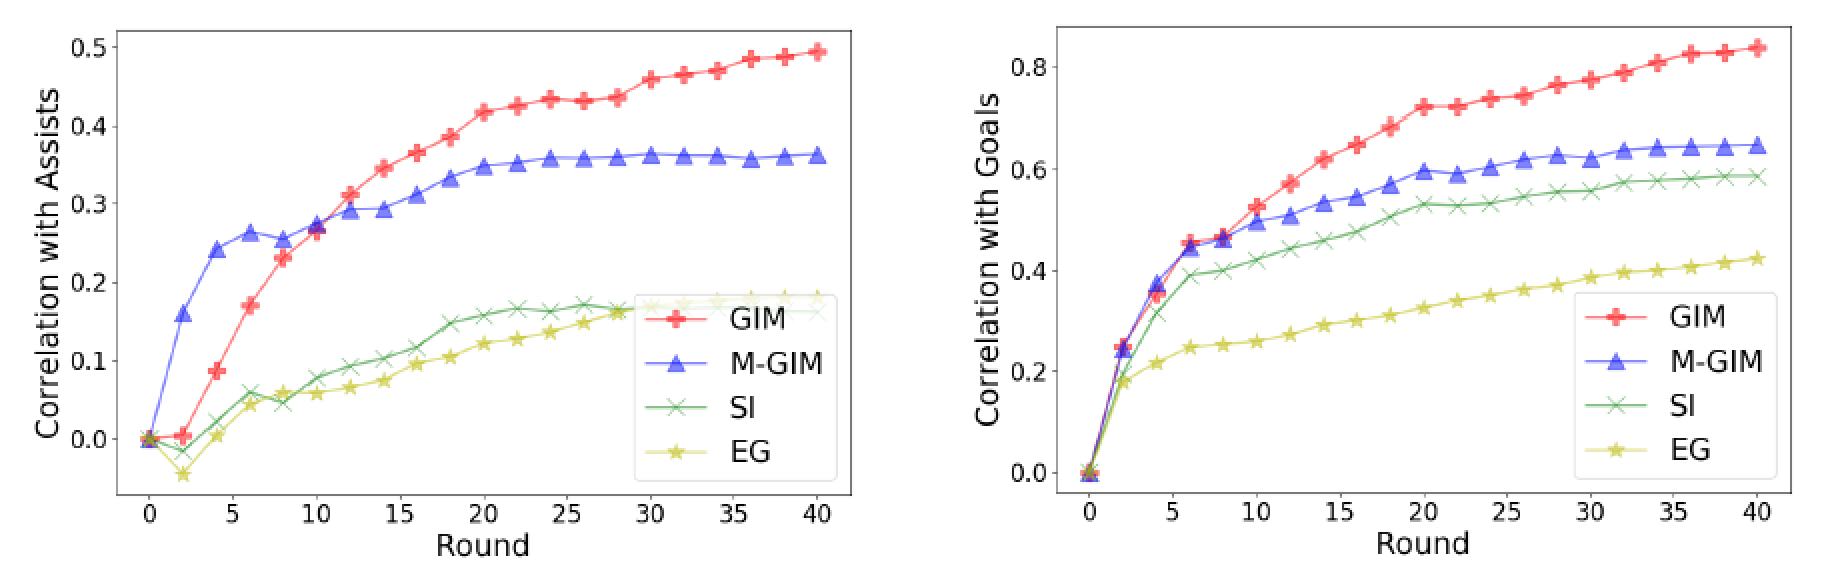 Correlation with Assists
0.5
0.4
0.3
0.2
0.1
0.0
GIM
M-GIM
SI
EG
0 5 10 15 20 25 30 35 40
Round
Correlation with Goals
0.8
0.6
0.4
0.2
0.0
GIM
M-GIM
SI
EG
0 5 10 15 20 25 30 35 40
Round